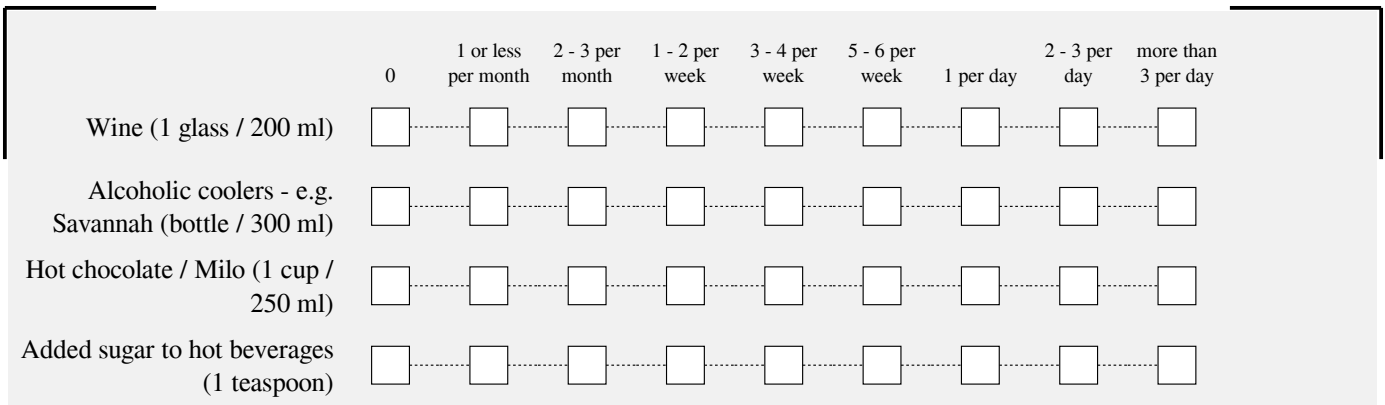 1 or less 2 - 3 per 1 - 2 per 3 - 4 per 5 - 6 per 2 - 3 per more than
0 per month month week week week 1 per day day 3 per day
Wine (1 glass / 200 ml)
Alcoholic coolers - e.g.
Savannah (bottle / 300 ml)
Hot chocolate / Milo (1 cup /
250 ml)
Added sugar to hot beverages
(1 teaspoon)